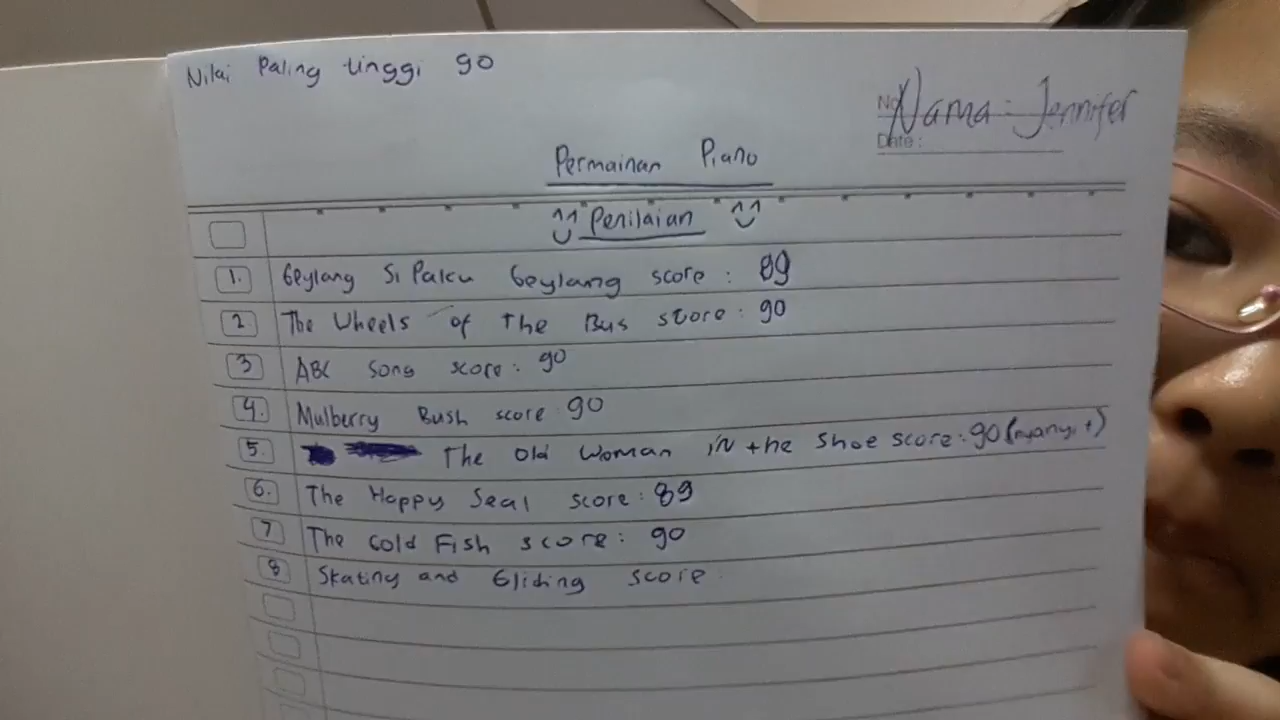 Nilai Paling tinggi 90
No
Nama : Jennifer
Date :
Permainan Piano
Penilaian
1. Geylang Si Paku Geylang score : 89
2 The Wheels of The Bus score : 90
3 ABC Song score : 90
4. Mulberry Bush score 90
5. The Old Woman in the Shoe score : 90 (nyanyi +)
6. The Happy Seal score : 89
7 The Gold Fish score : 90
8 Skating and Gliding score